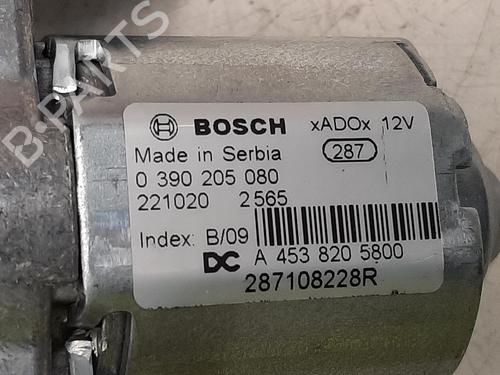 B-PARTS
BOSCH xADOx 12V
Made in Serbia 287
0 390 205 080
221020 2565
Index: B/09
DC A 453 820 5800
287108228R